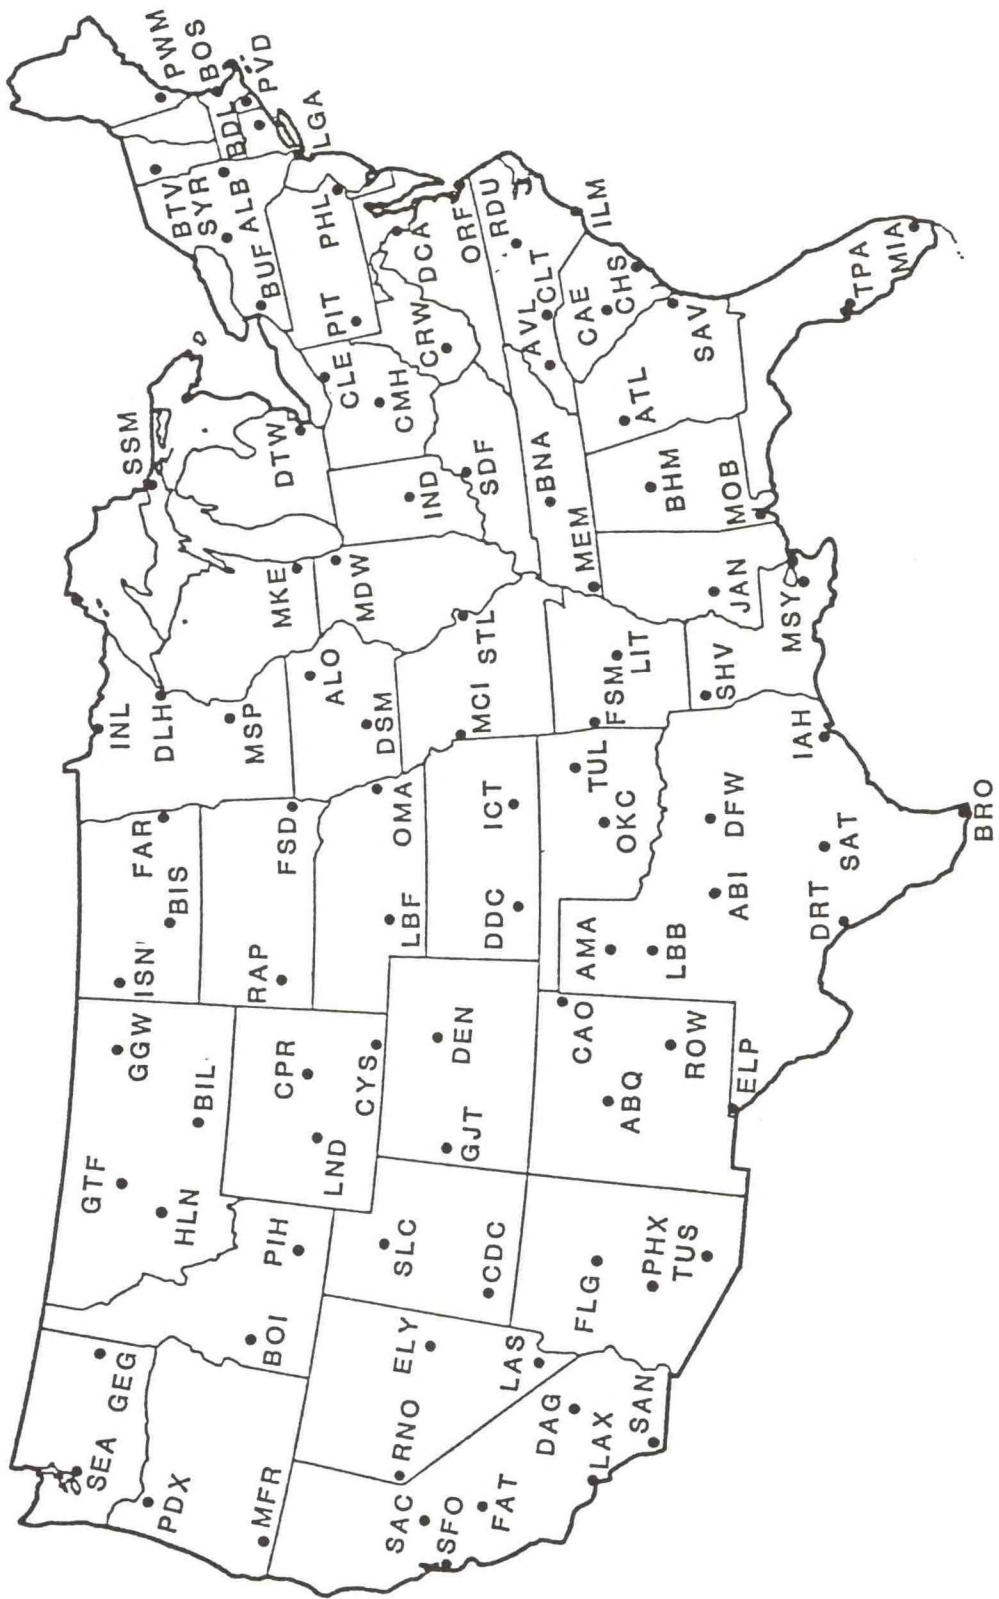 SEA
GEG
PDX
MFR
BOI
PIH
GTF
HLN
GGW
BIL
ISN'
BIS
FAR
RAP
FSD
INL
DLH
MSP
SSM
MKE
MDW
DTW
ALO
DSM
CPR
LND
CYS
SLC
CDC
ELY
RNO
LAS
SAC
SFO
FAT
DAG
LAX
SAN
FLG
PHX
TUS
GJT
DEN
LBF
OMA
DDC
ICT
MCI
STL
IND
SDF
CLE
CMH
CRW
PIT
PHL
BUF
SYR
ALB
BTV
BDL
PWM
BOS
PVD
LGA
DCA
ORF
RDU
ILM
CLT
AVL
CAE
CHS
SAV
ATL
BNA
MEM
BHM
MOB
JAN
MSY
SHV
LIT
FSM
TUL
OKC
CAO
ABQ
ROW
ELP
AMA
LBB
ABI
DFW
IAH
DRT
SAT
BRO
TPA
MIA